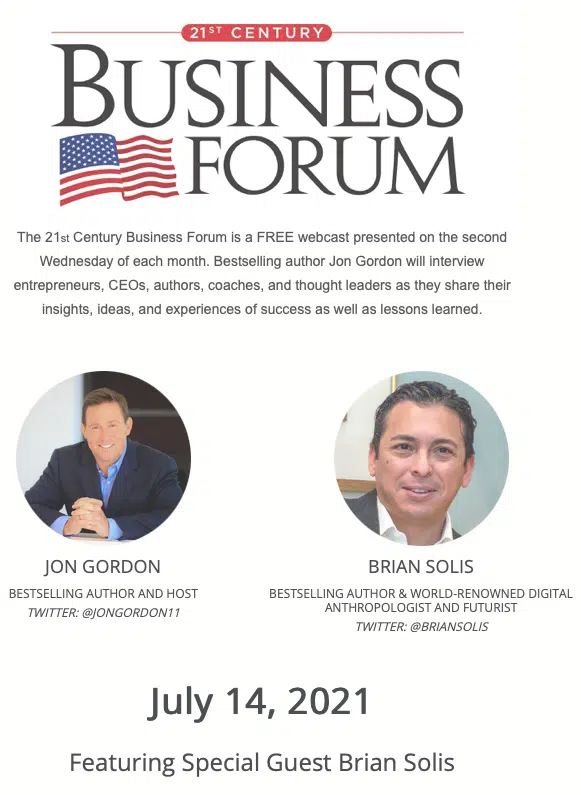 21ST CENTURY
BUSINESS
FORUM
The 21st Century Business Forum is a FREE webcast presented on the second
Wednesday of each month. Bestselling author Jon Gordon will interview
entrepreneurs, CEOs, authors, coaches, and thought leaders as they share their
insights, ideas, and experiences of success as well as lessons learned.
JON GORDON
BESTSELLING AUTHOR AND HOST
TWITTER: @JONGORDON11
BRIAN SOLIS
BESTSELLING AUTHOR & WORLD-RENOWNED DIGITAL
ANTHROPOLOGIST AND FUTURIST
TWITTER: @BRIANSOLIS
July 14, 2021
Featuring Special Guest Brian Solis